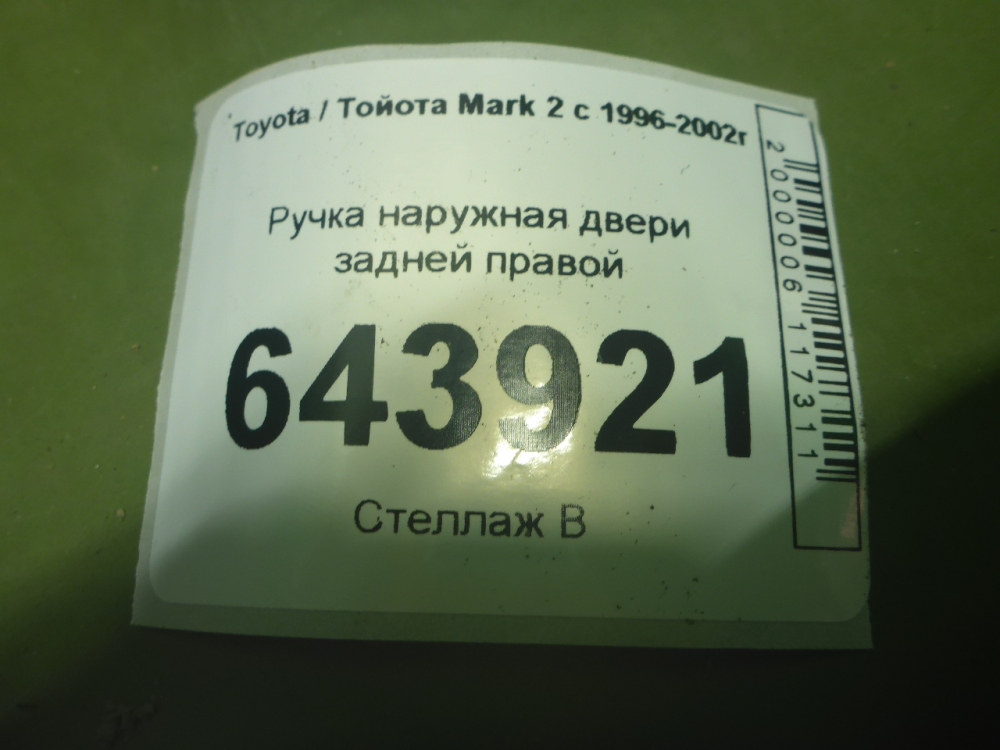 Toyota / Тойота Mark 2 с 1996-2002г
Ручка наружная двери
задней правой
643921
Стеллаж В
2000006117311